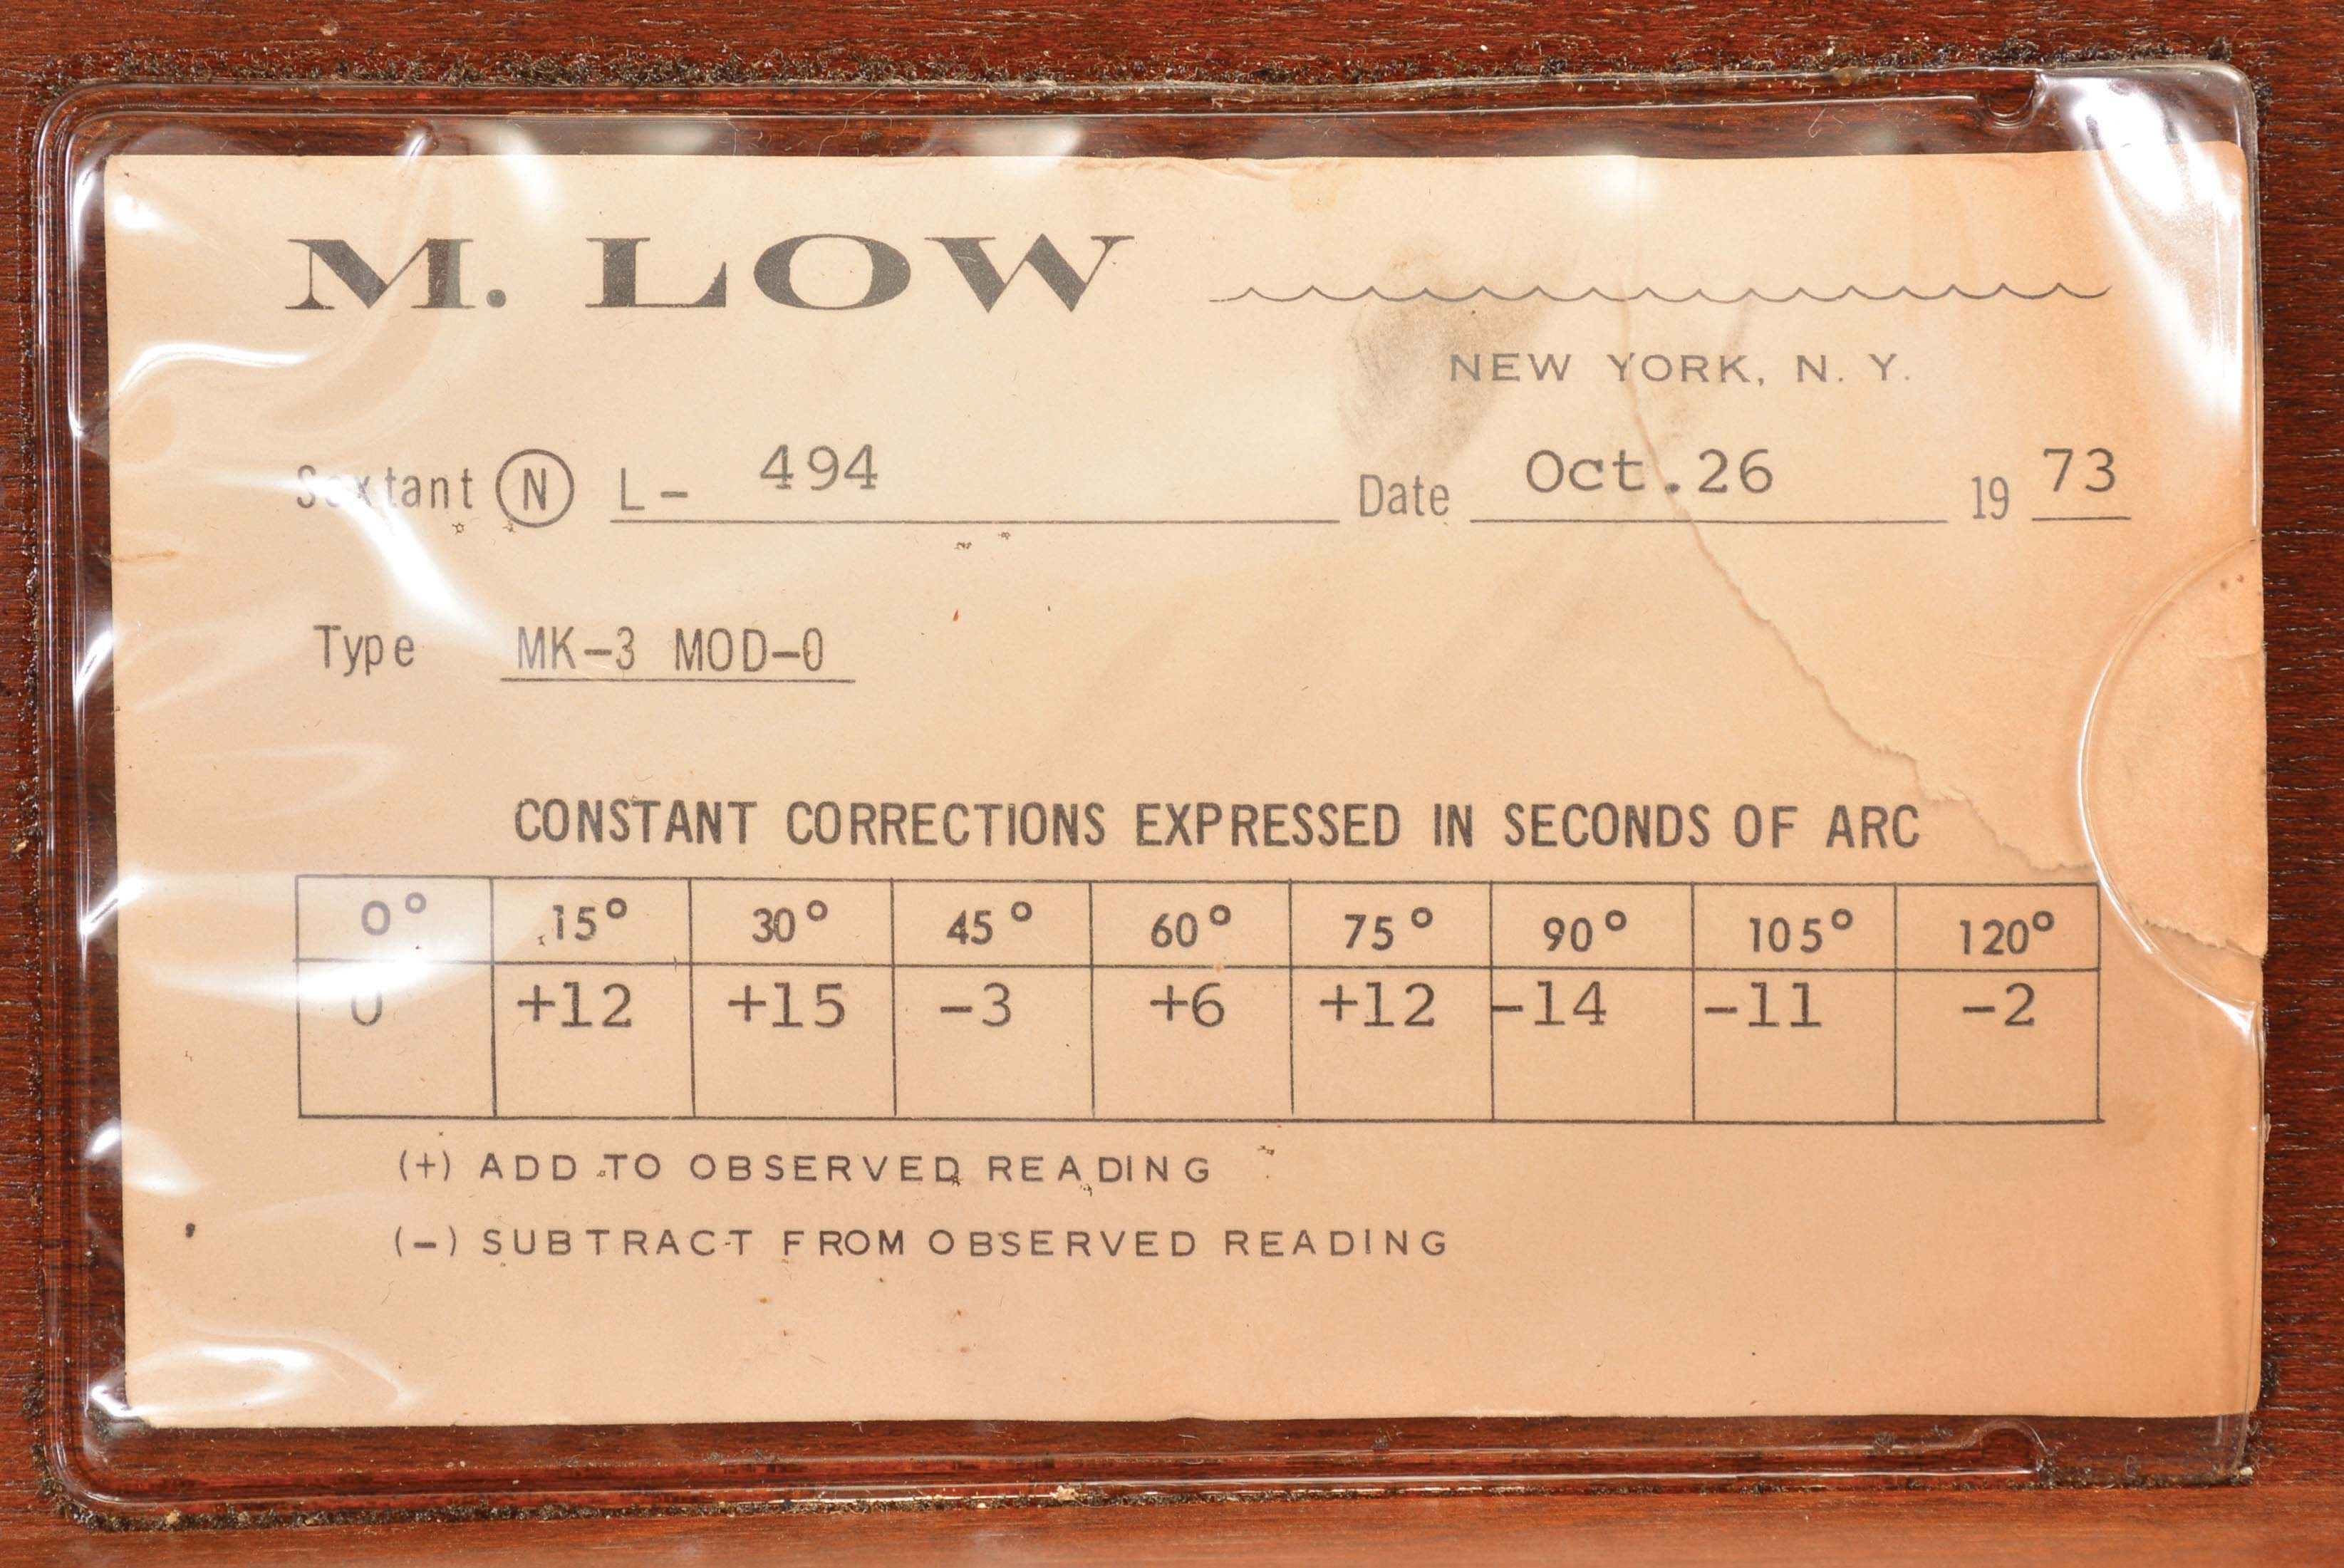 M. LOW
NEW YORK, N. Y.
Sextant N L- 494 Date Oct.26 19 73
Type MK-3 MOD-0
CONSTANT CORRECTIONS EXPRESSED IN SECONDS OF ARC
0° 15° 30° 45° 60° 75° 90° 105° 120°
0 +12 +15 -3 +6 +12 -14 -11 -2
(+) ADD TO OBSERVED READING
(-) SUBTRACT FROM OBSERVED READING